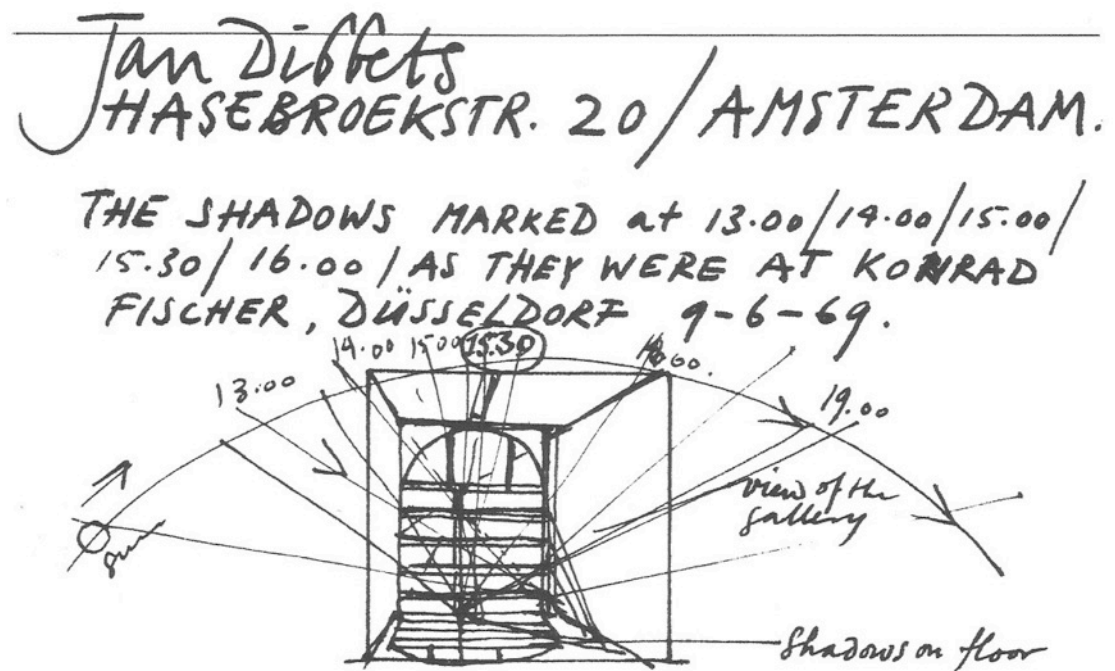 Jan Dibbets
HASEBROEKSTR. 20/AMSTERDAM.
THE SHADOWS MARKED at 13.00/14.00/15.00/
15.30/16.00/AS THEY WERE AT KONRAD
FISCHER, DÜSSELDORF 9-6-69.
14.00 15.00 15.30
13.00
19.00
sun
view of the
gallery
Shadows on floor